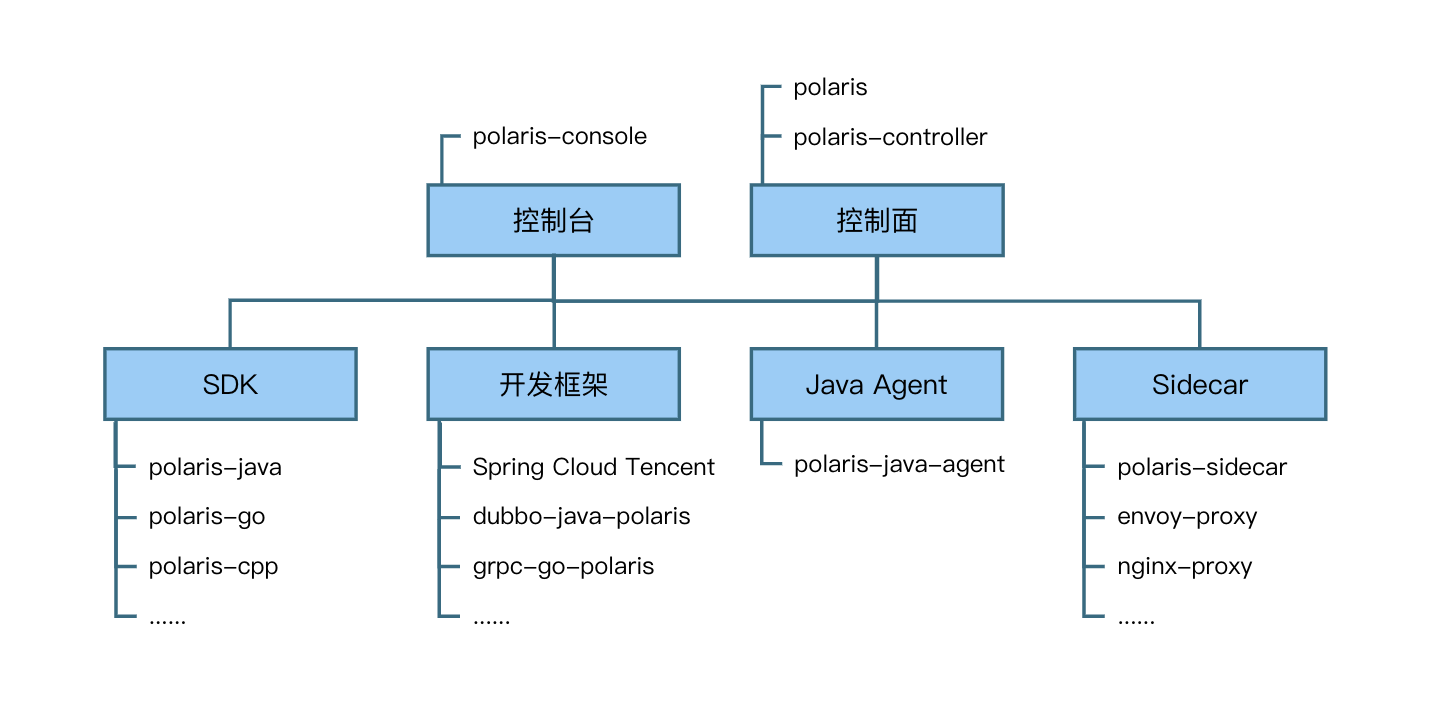 polaris
polaris-controller
polaris-console
控制台
控制面
SDK
开发框架
Java Agent
Sidecar
polaris-java
polaris-go
polaris-cpp
......
Spring Cloud Tencent
dubbo-java-polaris
grpc-go-polaris
......
polaris-java-agent
polaris-sidecar
envoy-proxy
nginx-proxy
......